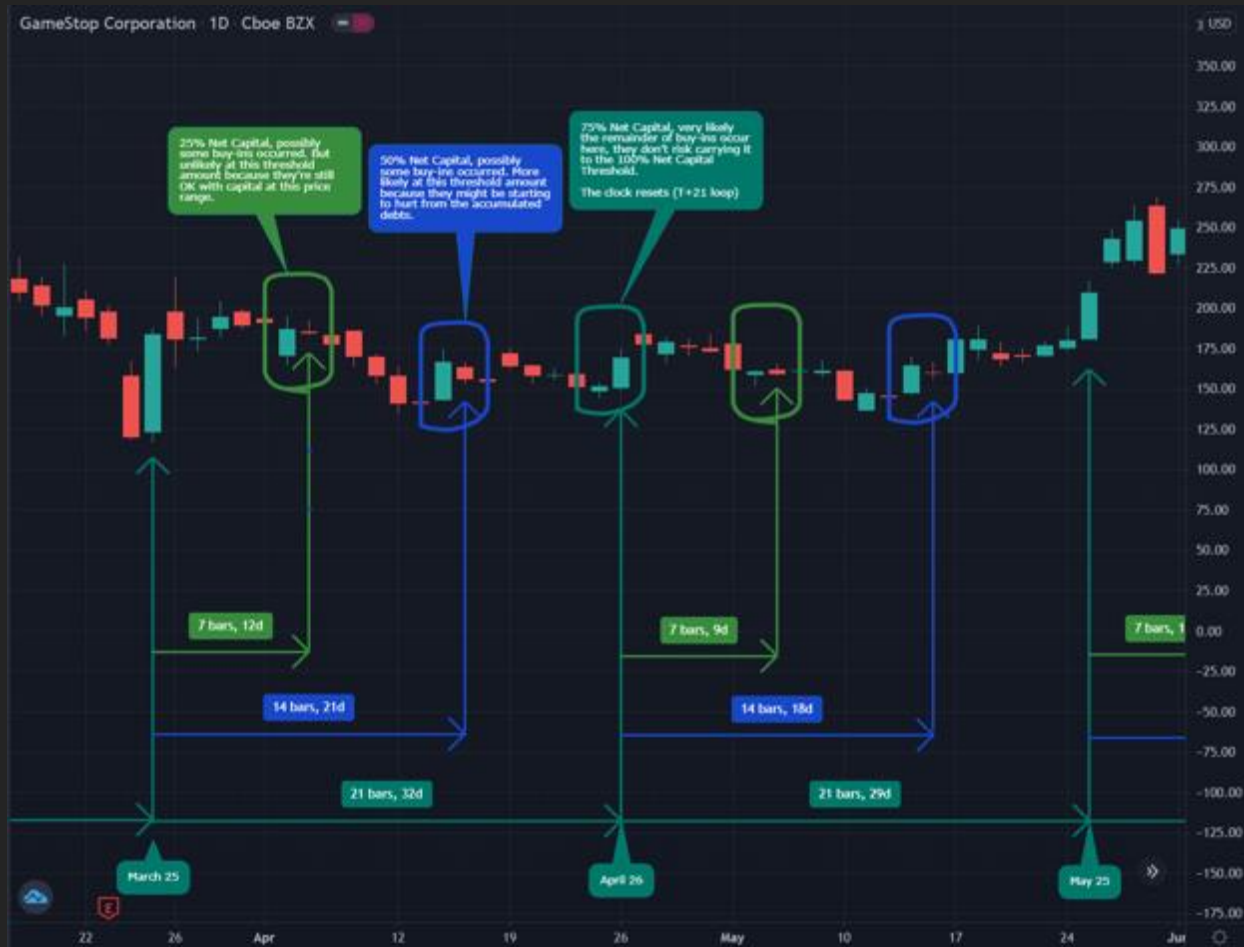 GameStop Corporation 1D Cboe BZX
USD
350.00
325.00
300.00
275.00
250.00
225.00
200.00
175.00
150.00
125.00
100.00
75.00
50.00
25.00
0.00
-25.00
-50.00
-75.00
-100.00
-125.00
-150.00
-175.00
25% Net Capital, possibly
some buy-ins occurred. But
unlikely at this threshold
amount because they're still
OK with capital at this price
range.
50% Net Capital, possibly
some buy-ins occurred. More
likely at this threshold amount
because they might be starting
to hurt from the accumulated
debts.
75% Net Capital, very likely
the remainder of buy-ins occur
here, they don't risk carrying it
to the 100% Net Capital
Threshold.
The clock resets (T+21 loop)
7 bars, 12d
7 bars, 9d
7 bars, 1
14 bars, 21d
14 bars, 18d
21 bars, 32d
21 bars, 29d
March 25
April 26
May 25
E
22
26
Apr
12
19
26
May
10
17
24
Jun